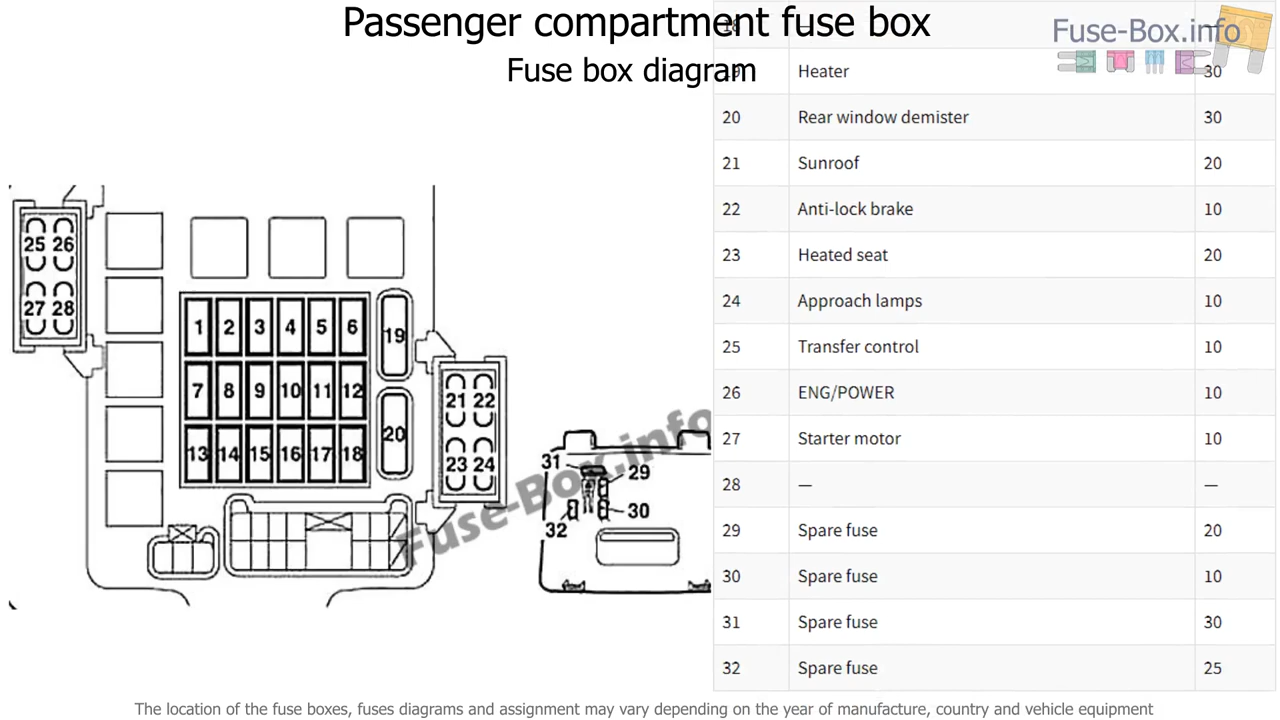 Passenger compartment fuse box
Fuse box diagram
Fuse-Box.info
18 — —
19 Heater 30
20 Rear window demister 30
21 Sunroof 20
22 Anti-lock brake 10
23 Heated seat 20
24 Approach lamps 10
25 Transfer control 10
26 ENG/POWER 10
27 Starter motor 10
28 — —
29 Spare fuse 20
30 Spare fuse 10
31 Spare fuse 30
32 Spare fuse 25
25 26
27 28
1 2 3 4 5 6
19
7 8 9 10 11 12
20
13 14 15 16 17 18
21 22
23 24
31 29
30
32
Fuse-Box.info
The location of the fuse boxes, fuses diagrams and assignment may vary depending on the year of manufacture, country and vehicle equipment